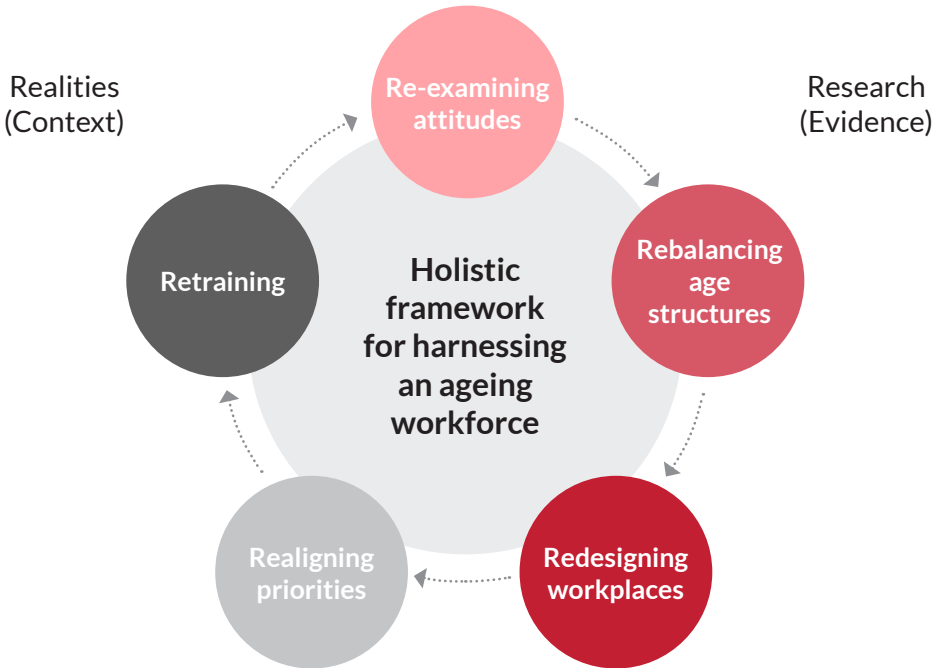 Realities
(Context)
Research
(Evidence)
Re-examining
attitudes
Rebalancing
age
structures
Redesigning
workplaces
Realigning
priorities
Retraining
Holistic
framework
for harnessing
an ageing
workforce